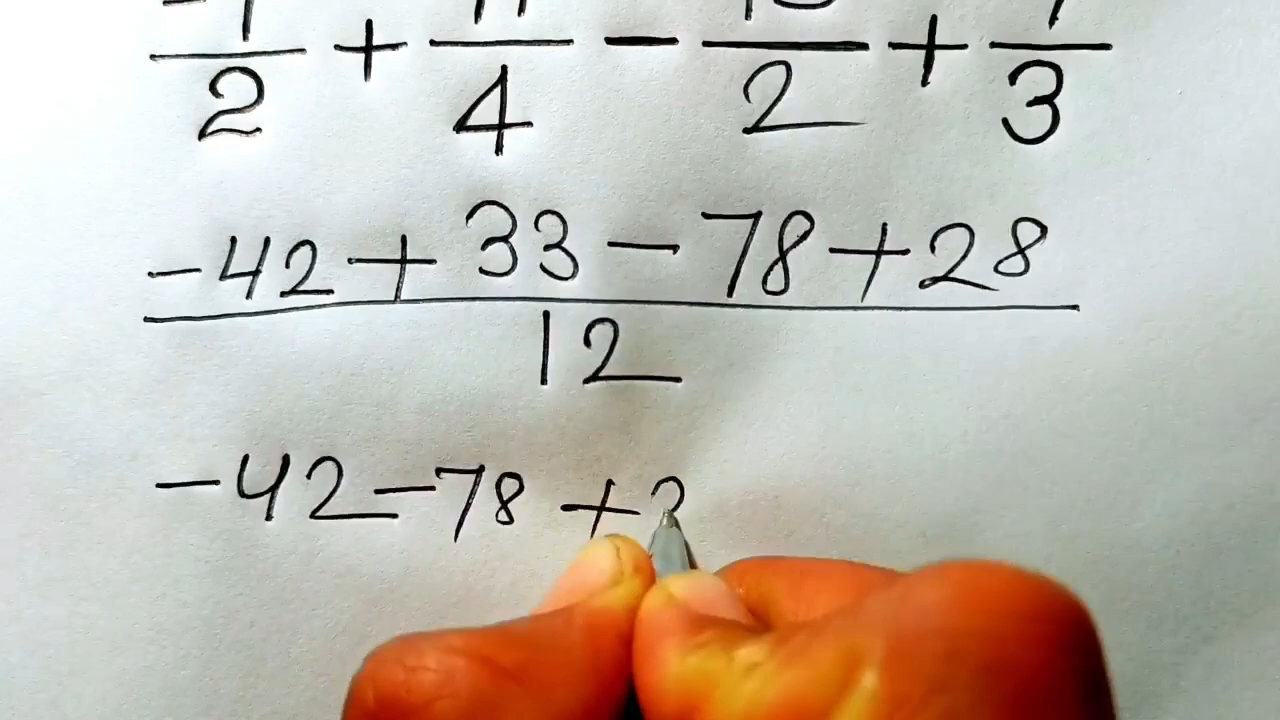 2 + 4 - 2 + 3
-42 + 33 - 78 + 28
12
-42 - 78 +